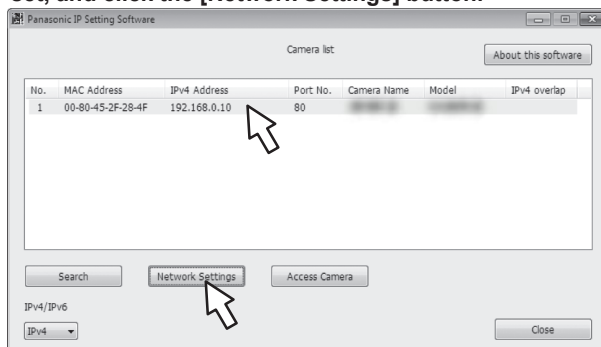 set, and click the [Network Settings] button.
Panasonic IP Setting Software
Camera list
About this software
No. MAC Address IPv4 Address Port No. Camera Name Model IPv4 overlap
1 00-80-45-2F-28-4F 192.168.0.10 80
Search Network Settings Access Camera
IPv4/IPv6
IPv4 Close